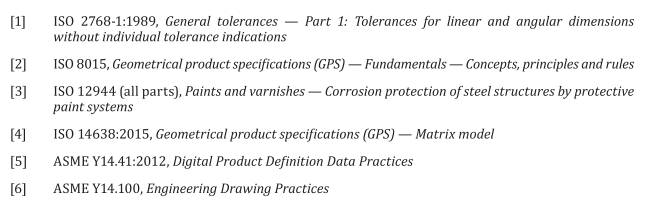 [1] ISO 2768-1:1989, General tolerances — Part 1: Tolerances for linear and angular dimensions
without individual tolerance indications
[2] ISO 8015, Geometrical product specifications (GPS) — Fundamentals — Concepts, principles and rules
[3] ISO 12944 (all parts), Paints and varnishes — Corrosion protection of steel structures by protective
paint systems
[4] ISO 14638:2015, Geometrical product specifications (GPS) — Matrix model
[5] ASME Y14.41:2012, Digital Product Definition Data Practices
[6] ASME Y14.100, Engineering Drawing Practices